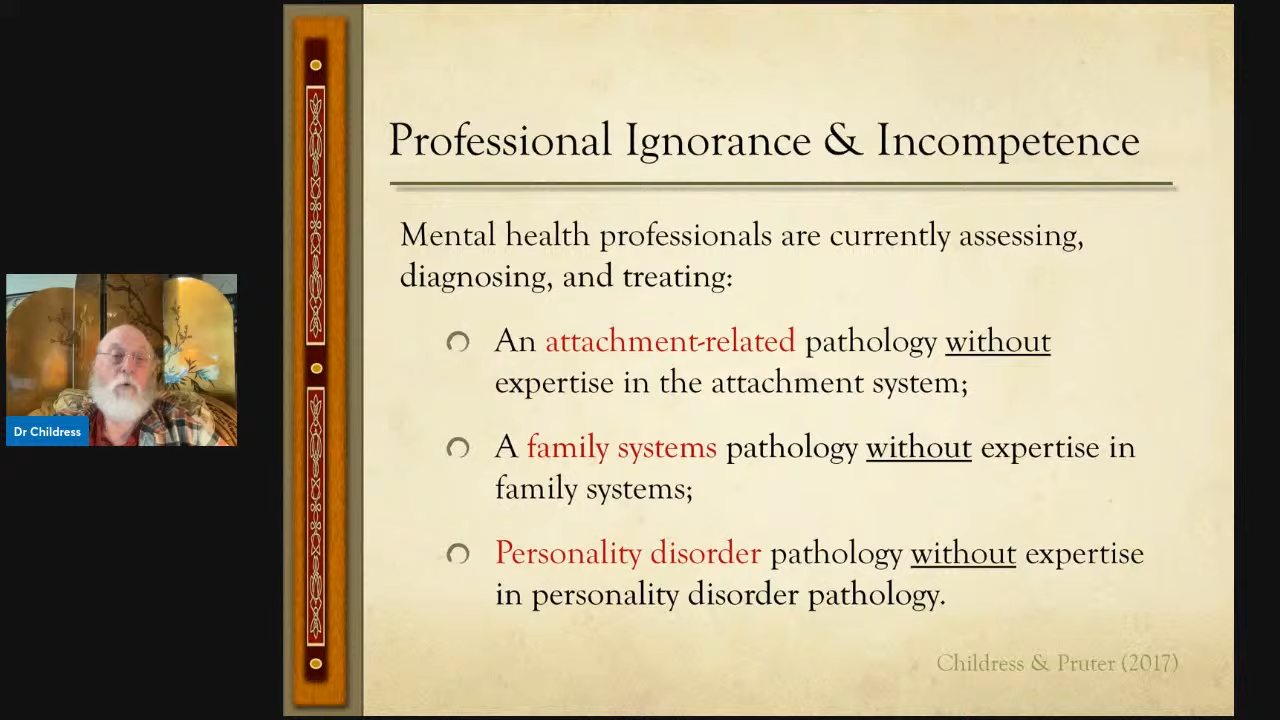 Professional Ignorance & Incompetence
Mental health professionals are currently assessing,
diagnosing, and treating:
An attachment-related pathology without
expertise in the attachment system;
A family systems pathology without expertise in
family systems;
Personality disorder pathology without expertise
in personality disorder pathology.
Childress & Pruter (2017)
Dr Childress